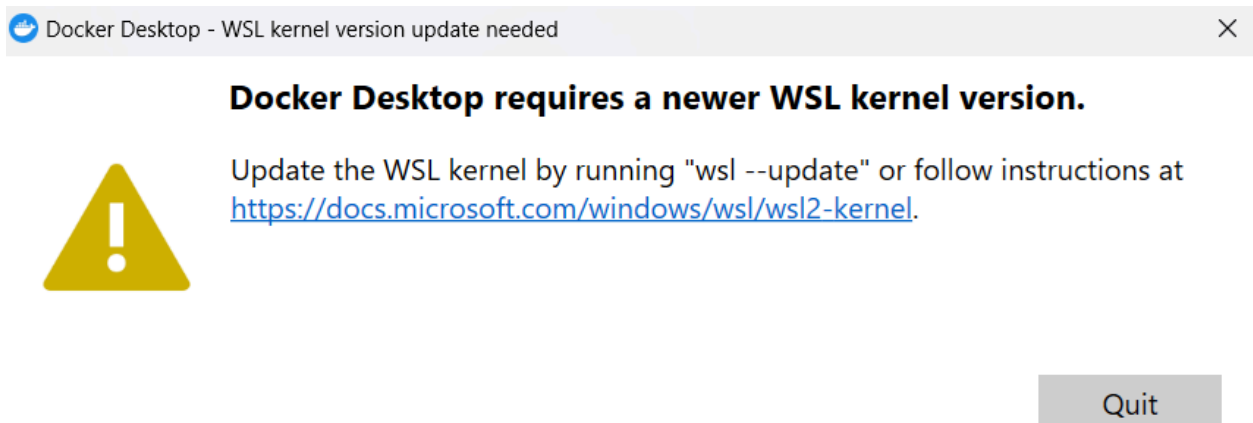 Docker Desktop - WSL kernel version update needed
Docker Desktop requires a newer WSL kernel version.
Update the WSL kernel by running "wsl --update" or follow instructions at
https://docs.microsoft.com/windows/wsl/wsl2-kernel.
Quit